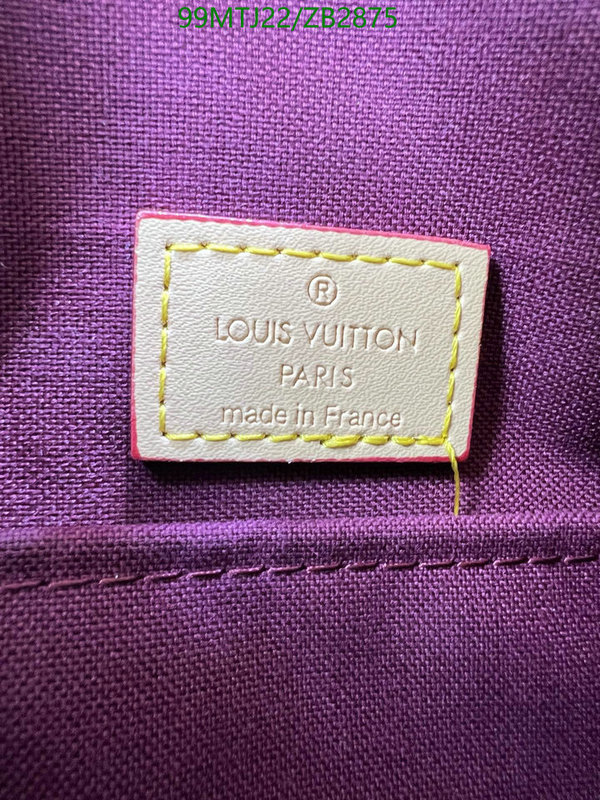 99MTJ22/ZB2875
®
LOUIS VUITTON
PARIS
made in France